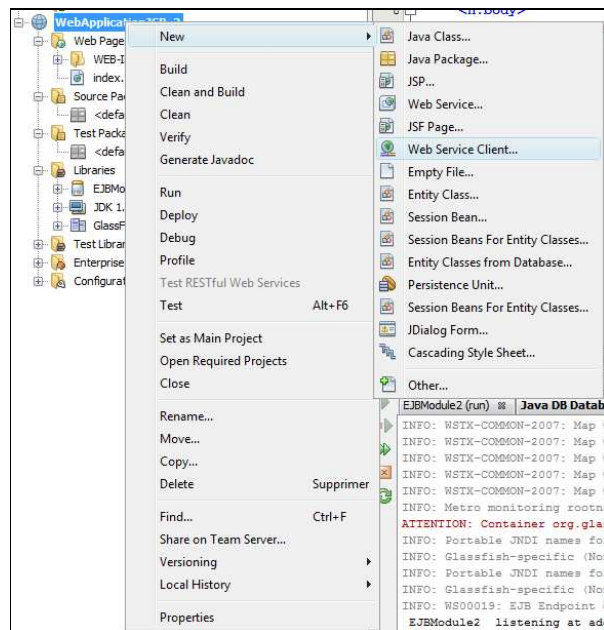 <h:body>
WebApplicationJSF-2
Web Page
WEB-I
index.
Source Pa
<defa
Test Packa
<defa
Libraries
EJBMo
JDK 1.
GlassF
Test Librar
Enterprise
Configurat
New
Build
Clean and Build
Clean
Verify
Generate Javadoc
Run
Deploy
Debug
Profile
Test RESTful Web Services
Test Alt+F6
Set as Main Project
Open Required Projects
Close
Rename...
Move...
Copy...
Delete Supprimer
Find... Ctrl+F
Share on Team Server...
Versioning
Local History
Properties
Java Class...
Java Package...
JSP...
Web Service...
JSF Page...
Web Service Client...
Empty File...
Entity Class...
Session Bean...
Session Beans For Entity Classes...
Entity Classes from Database...
Persistence Unit...
Session Beans For Entity Classes...
JDialog Form...
Cascading Style Sheet...
Other...
EJBModule2 (run) Java DB Datab
INFO: WSTX-COMMON-2007: Map
INFO: WSTX-COMMON-2007: Map
INFO: WSTX-COMMON-2007: Map
INFO: WSTX-COMMON-2007: Map
INFO: Metro monitoring rootn
ATTENTION: Container org.gla
INFO: Portable JNDI names fo
INFO: Glassfish-specific (No
INFO: Portable JNDI names fo
INFO: Glassfish-specific (No
INFO: WS00019: EJB Endpoint
EJBModule2 listening at add